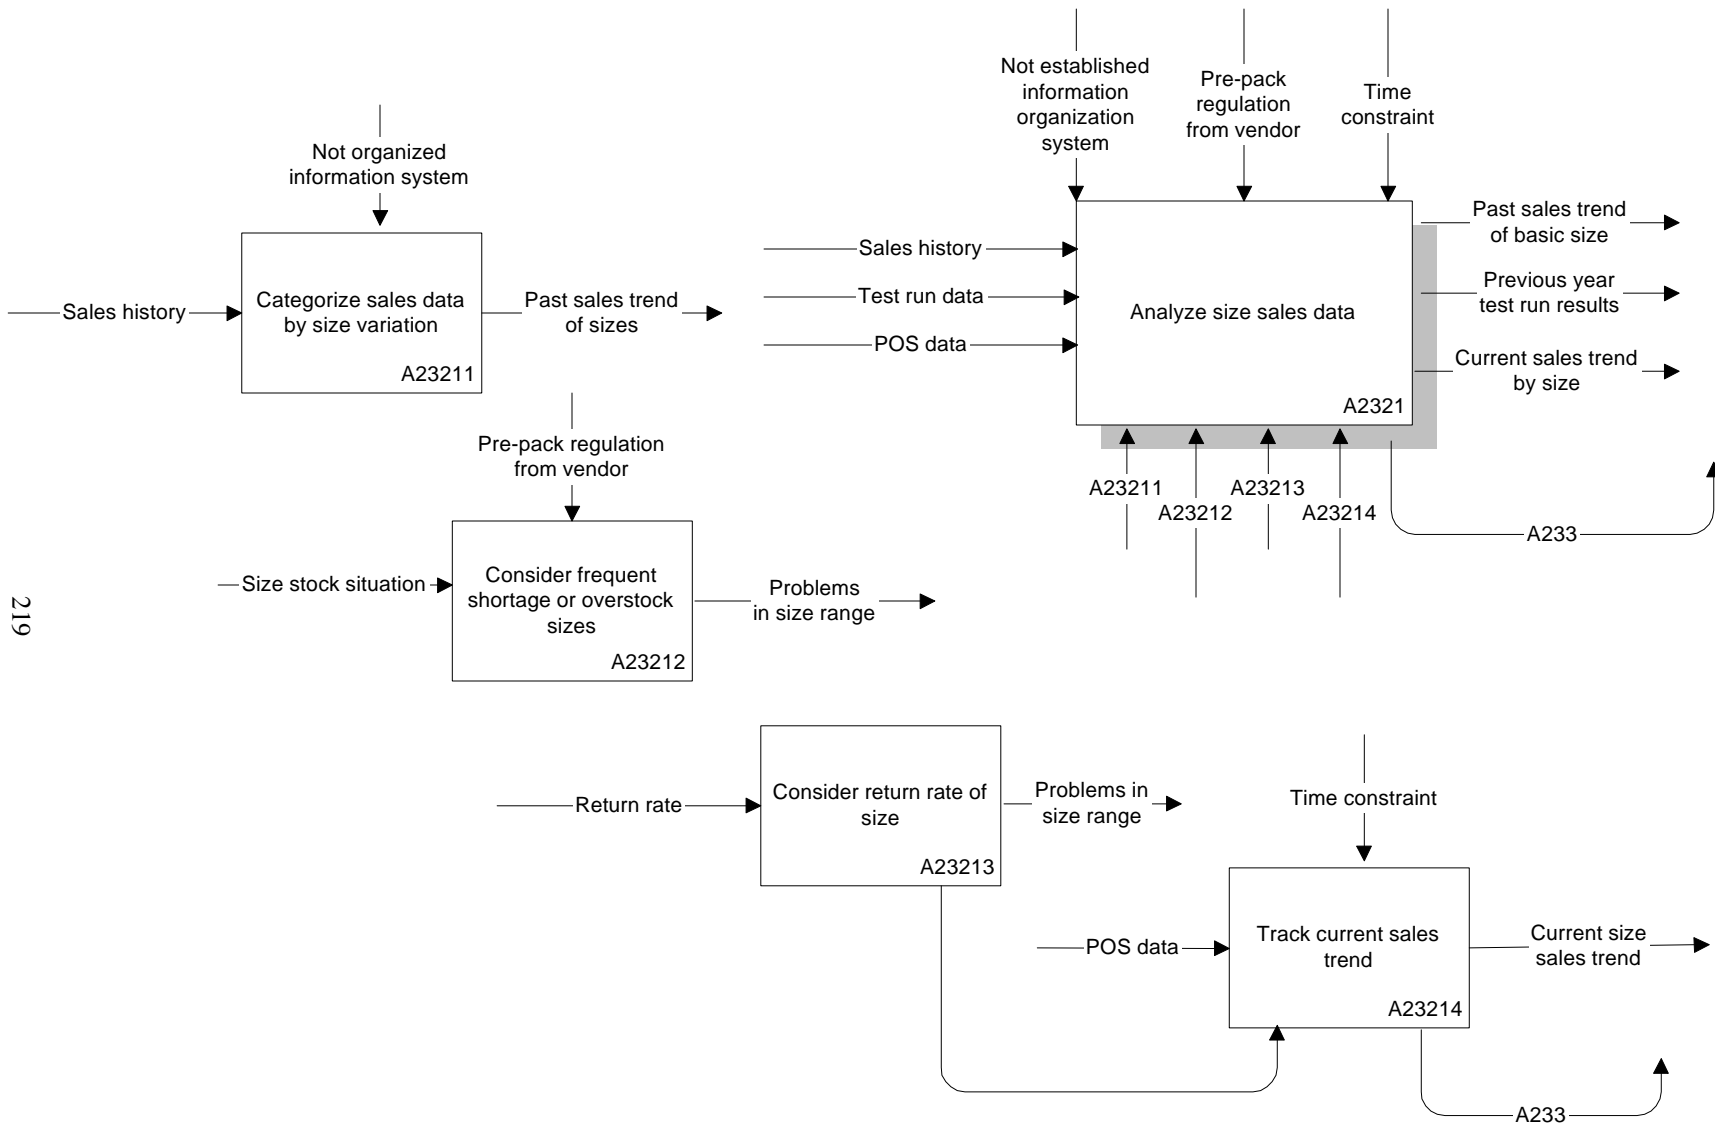 Not organized
information system
Sales history
Categorize sales data
by size variation
A23211
Past sales trend
of sizes
Not established
information
organization
system
Pre-pack
regulation
from vendor
Time
constraint
Sales history
Test run data
POS data
Analyze size sales data
A2321
Past sales trend
of basic size
Previous year
test run results
Current sales trend
by size
A23211
A23212
A23213
A23214
A233
Pre-pack regulation
from vendor
Size stock situation
Consider frequent
shortage or overstock
sizes
A23212
Problems
in size range
219
Return rate
Consider return rate of
size
A23213
Problems in
size range
Time constraint
POS data
Track current sales
trend
A23214
Current size
sales trend
A233